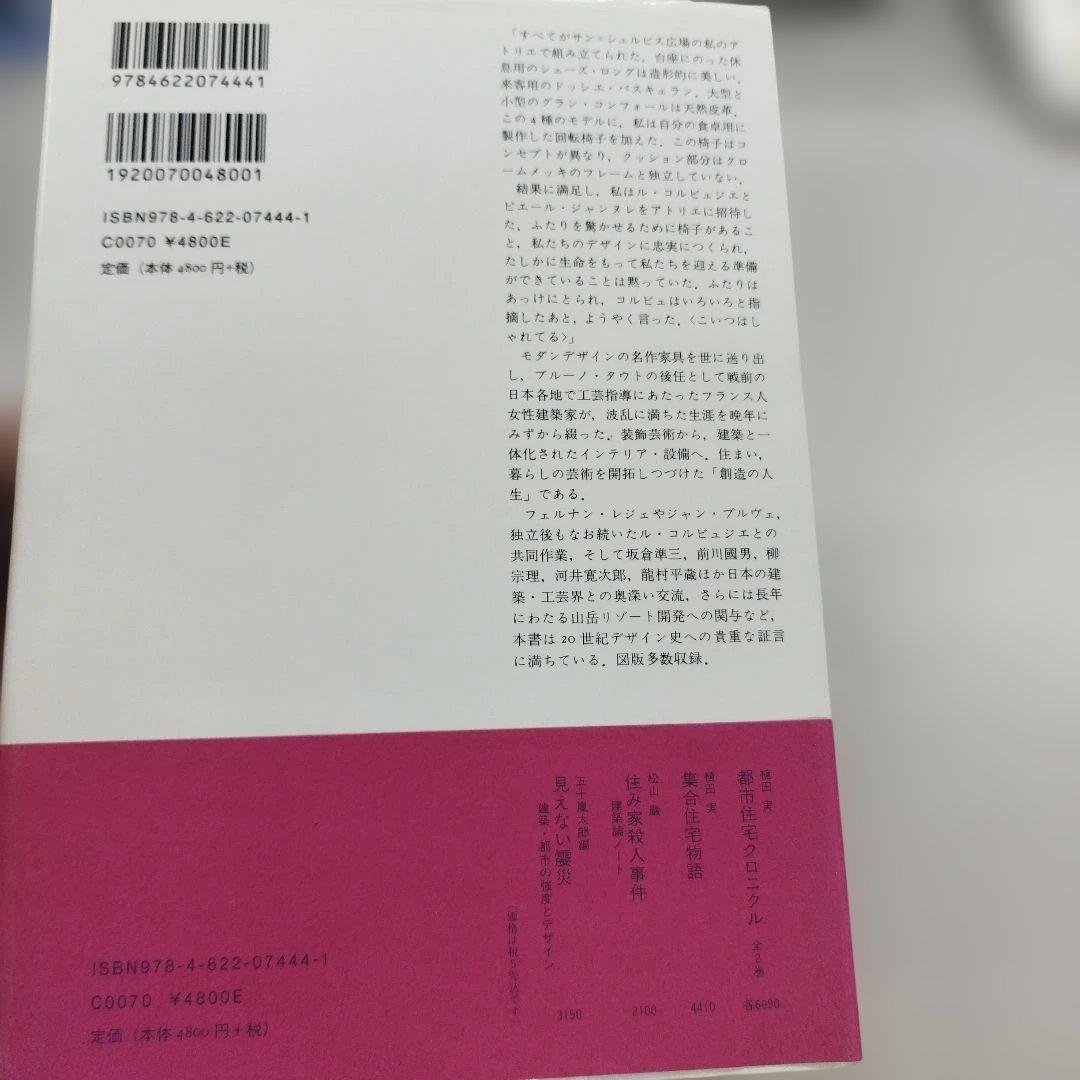 9784622074441
1920070048001
ISBN978-4-622-07444-1
C0070 ¥4800E
定価（本体 4800 円+税）
「すべてがサン=シュルピス広場の私のア
トリエで組み立てられた．台座にのった休
息用のシェーズ・ロングは造形的に美しい．
来客用のドッシエ・バスキュラン．大型と
小型のグラン・コンフォールは天然皮革．
この 4 種のモデルに，私は自分の食卓用に
製作した回転椅子を加えた．この椅子はコ
ンセプトが異なり，クッション部分はクロ
ームメッキのフレームと独立していない．
結果に満足し，私はル・コルビュジエと
ピエール・ジャンヌレをアトリエに招待し
た．ふたりを驚かせるために椅子があるこ
と，私たちのデザインに忠実につくられ，
たしかに生命をもって私たちを迎える準備
ができていることは黙っていた．ふたりは
あっけにとられ，コルビュはいろいろと指
摘したあと，ようやく言った．〈こいつはし
ゃれてる〉」
モダンデザインの名作家具を世に送り出
し，ブルーノ・タウトの後任として戦前の
日本各地で工芸指導にあたったフランス人
女性建築家が，波乱に満ちた生涯を晩年に
みずから綴った．装飾芸術から，建築と一
体化されたインテリア・設備へ．住まい，
暮らしの芸術を開拓しつづけた「創造の人
生」である．
フェルナン・レジェやジャン・プルヴェ，
独立後もなお続いたル・コルビュジエとの
共同作業，そして坂倉準三，前川國男，柳
宗理，河井寛次郎，龍村平蔵ほか日本の建
築・工芸界との奥深い交流，さらには長年
にわたる山岳リゾート開発への関与など，
本書は 20 世紀デザイン史への貴重な証言
に満ちている．図版多数収録．
植田 実
都市住宅クロニクル 全2巻 各6090
植田 実
集合住宅物語 4410
松山 巖
住み家殺人事件
建築論ノート 2100
五十嵐太郎編
見えない震災
建築・都市の強度とデザイン 3150
（価格は税5%込です）
ISBN978-4-622-07444-1
C0070 ¥4800E
定価（本体 4800 円+税）